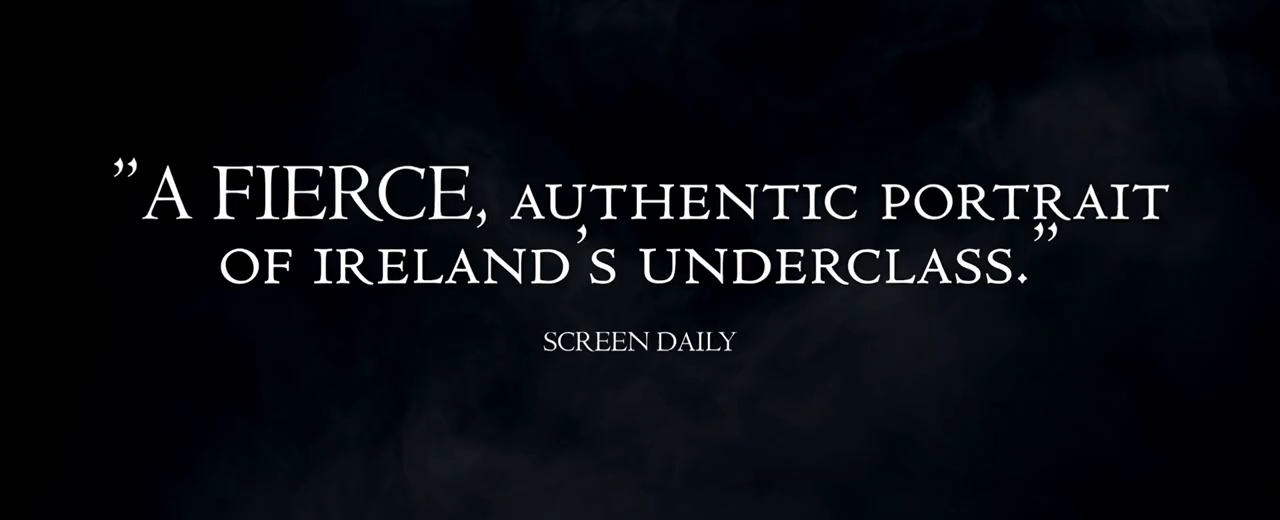 ”A FIERCE, AUTHENTIC PORTRAIT
OF IRELAND’S UNDERCLASS.”
SCREEN DAILY